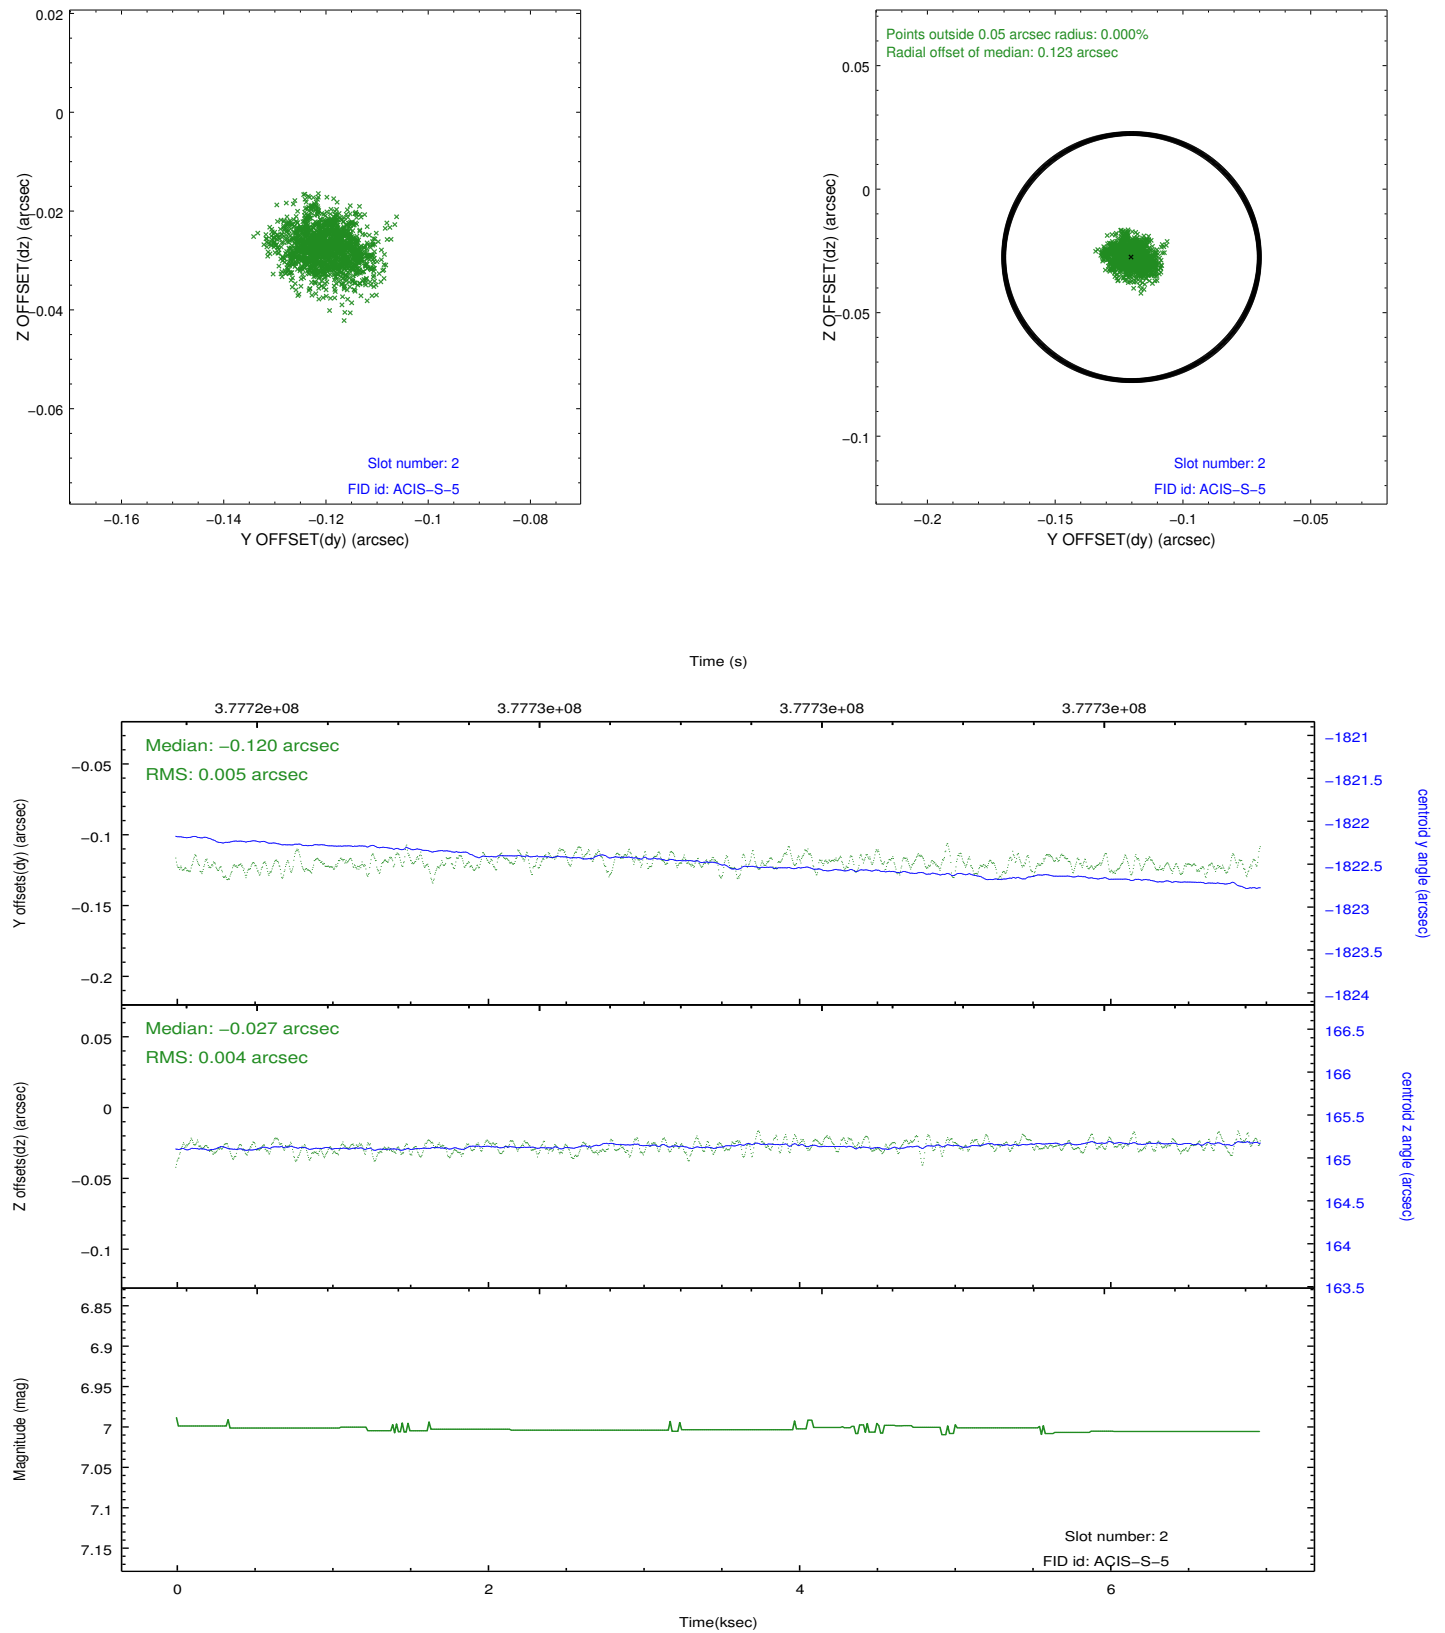 0.02
0
−0.02
−0.04
−0.06
Z OFFSET(dz) (arcsec)
Slot number: 2
FID id: ACIS−S−5
−0.16
−0.14
−0.12
−0.1
−0.08
Y OFFSET(dy) (arcsec)
Points outside 0.05 arcsec radius: 0.000%
Radial offset of median: 0.123 arcsec
0.05
0
−0.05
−0.1
Z OFFSET(dz) (arcsec)
Slot number: 2
FID id: ACIS−S−5
−0.2
−0.15
−0.1
−0.05
Y OFFSET(dy) (arcsec)
Time (s)
3.7772e+08
3.7773e+08
3.7773e+08
3.7773e+08
Median: −0.120 arcsec
RMS: 0.005 arcsec
−0.05
−0.1
−0.15
−0.2
Y offsets(dy) (arcsec)
−1821
−1821.5
−1822
−1822.5
−1823
−1823.5
−1824
centroid y angle (arcsec)
Median: −0.027 arcsec
RMS: 0.004 arcsec
0.05
0
−0.05
−0.1
Z offsets(dz) (arcsec)
166.5
166
165.5
165
164.5
164
163.5
centroid z angle (arcsec)
6.85
6.9
6.95
7
7.05
7.1
7.15
Magnitude (mag)
Slot number: 2
FID id: ACIS−S−5
0
2
4
6
Time(ksec)